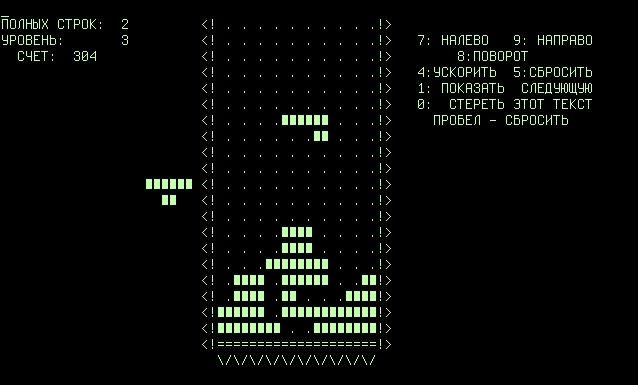 ПОЛНЫХ СТРОК: 2
УРОВЕНЬ: 3
СЧЕТ: 304
7: НАЛЕВО 9: НАПРАВО
8:ПОВОРОТ
4:УСКОРИТЬ 5:СБРОСИТЬ
1: ПОКАЗАТЬ СЛЕДУЮЩУЮ
0: СТЕРЕТЬ ЭТОТ ТЕКСТ
ПРОБЕЛ - СБРОСИТЬ